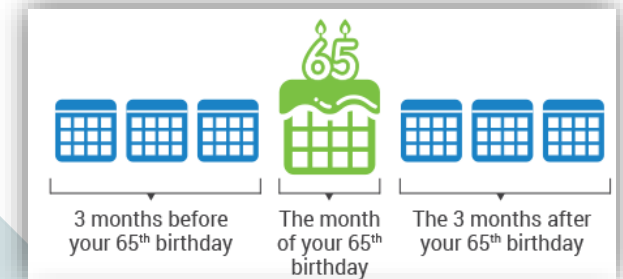 65
3 months before
your 65th birthday
The month
of your 65th
birthday
The 3 months after
your 65th birthday